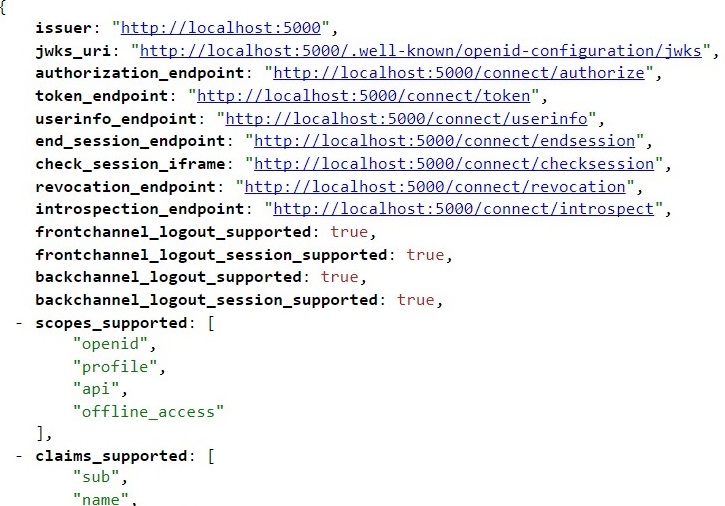 {
issuer: "http://localhost:5000",
jwks_uri: "http://localhost:5000/.well-known/openid-configuration/jwks",
authorization_endpoint: "http://localhost:5000/connect/authorize",
token_endpoint: "http://localhost:5000/connect/token",
userinfo_endpoint: "http://localhost:5000/connect/userinfo",
end_session_endpoint: "http://localhost:5000/connect/endsession",
check_session_iframe: "http://localhost:5000/connect/checksession",
revocation_endpoint: "http://localhost:5000/connect/revocation",
introspection_endpoint: "http://localhost:5000/connect/introspect",
frontchannel_logout_supported: true,
frontchannel_logout_session_supported: true,
backchannel_logout_supported: true,
backchannel_logout_session_supported: true,
- scopes_supported: [
"openid",
"profile",
"api",
"offline_access"
],
- claims_supported: [
"sub",
"name",